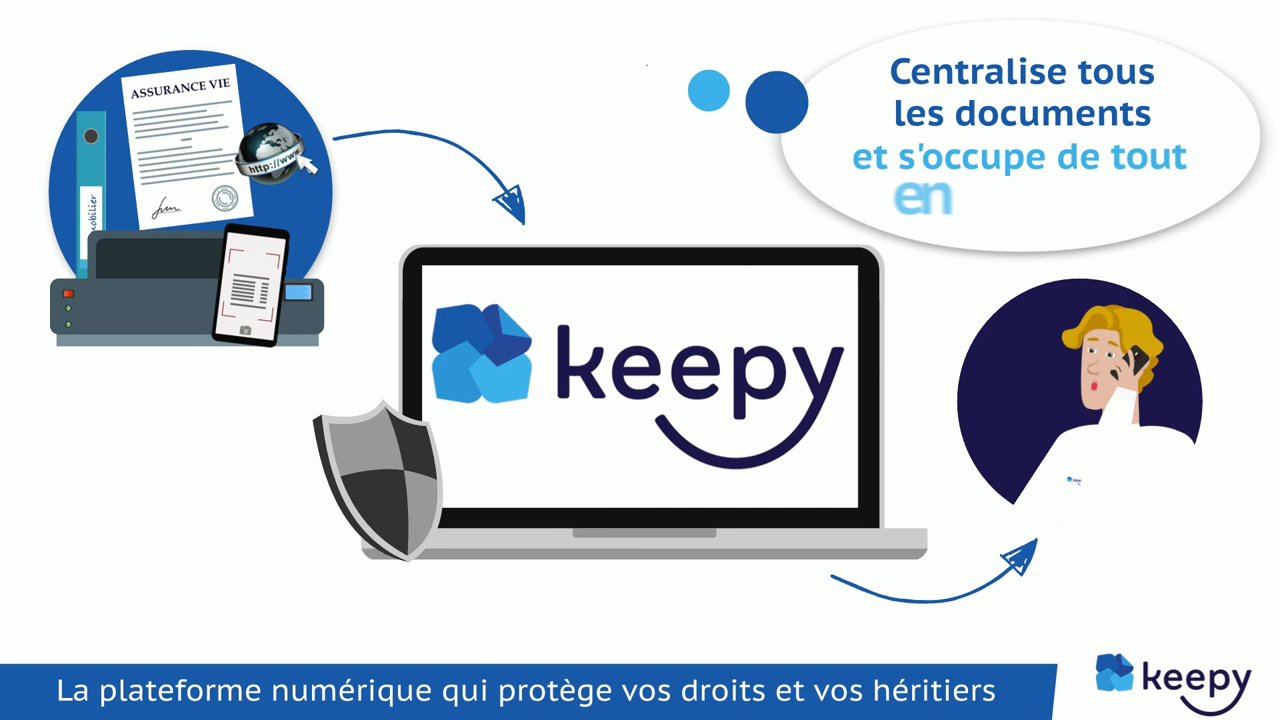 ASSURANCE VIE
http://www.
Centralise tous
les documents
et s'occupe de tout
en
keepy
La plateforme numérique qui protège vos droits et vos héritiers
keepy